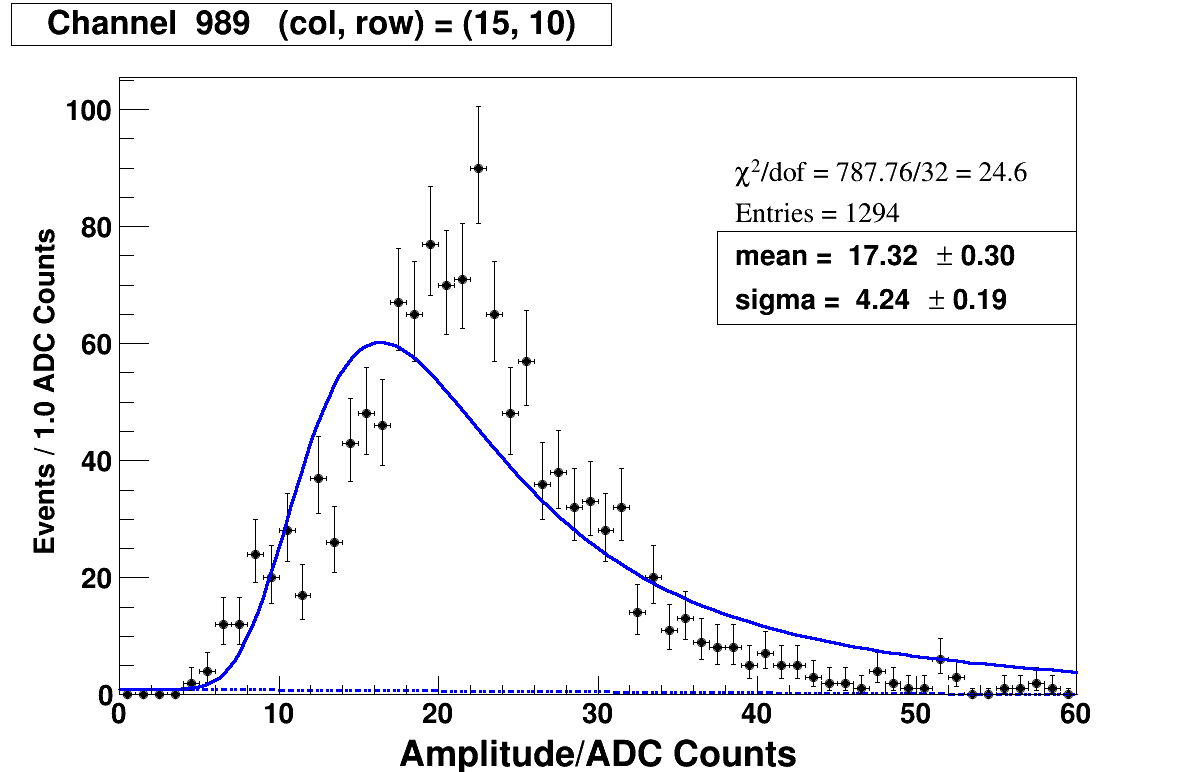 Channel  989   (col, row) = (15, 10)
χ²/dof = 787.76/32 = 24.6
Entries = 1294
mean =  17.32  ± 0.30
sigma =  4.24  ± 0.19
Events / 1.0 ADC Counts
100
80
60
40
20
0
0 10 20 30 40 50 60
Amplitude/ADC Counts